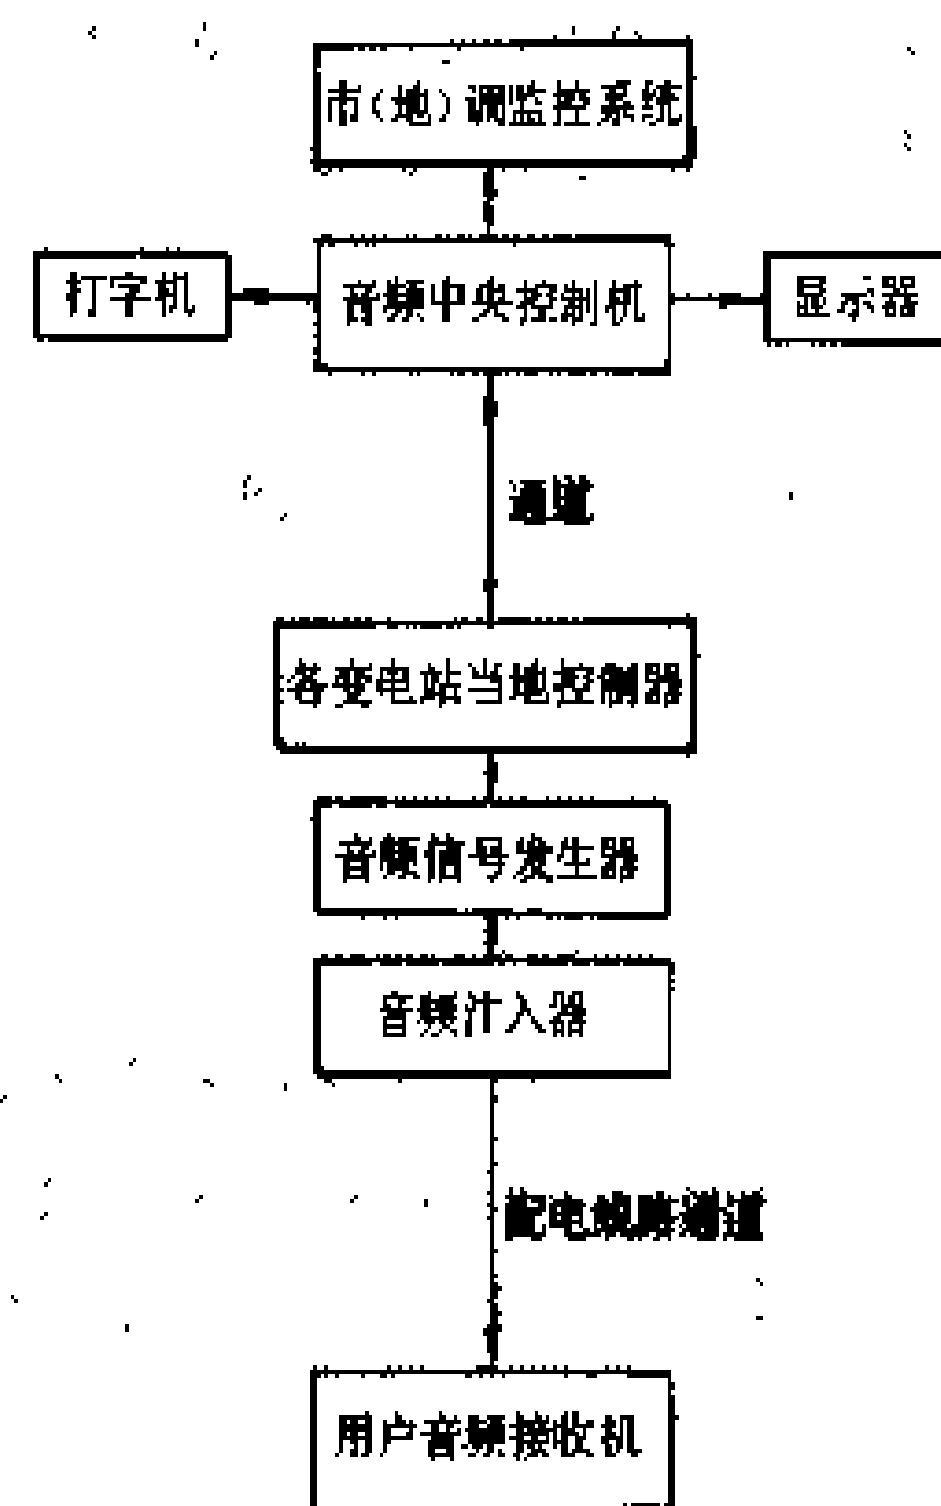 市(地)调监控系统
打字机
音频中央控制机
显示器
通道
各变电站当地控制器
音频信号发生器
音频注入器
配电线路通道
用户音频接收机